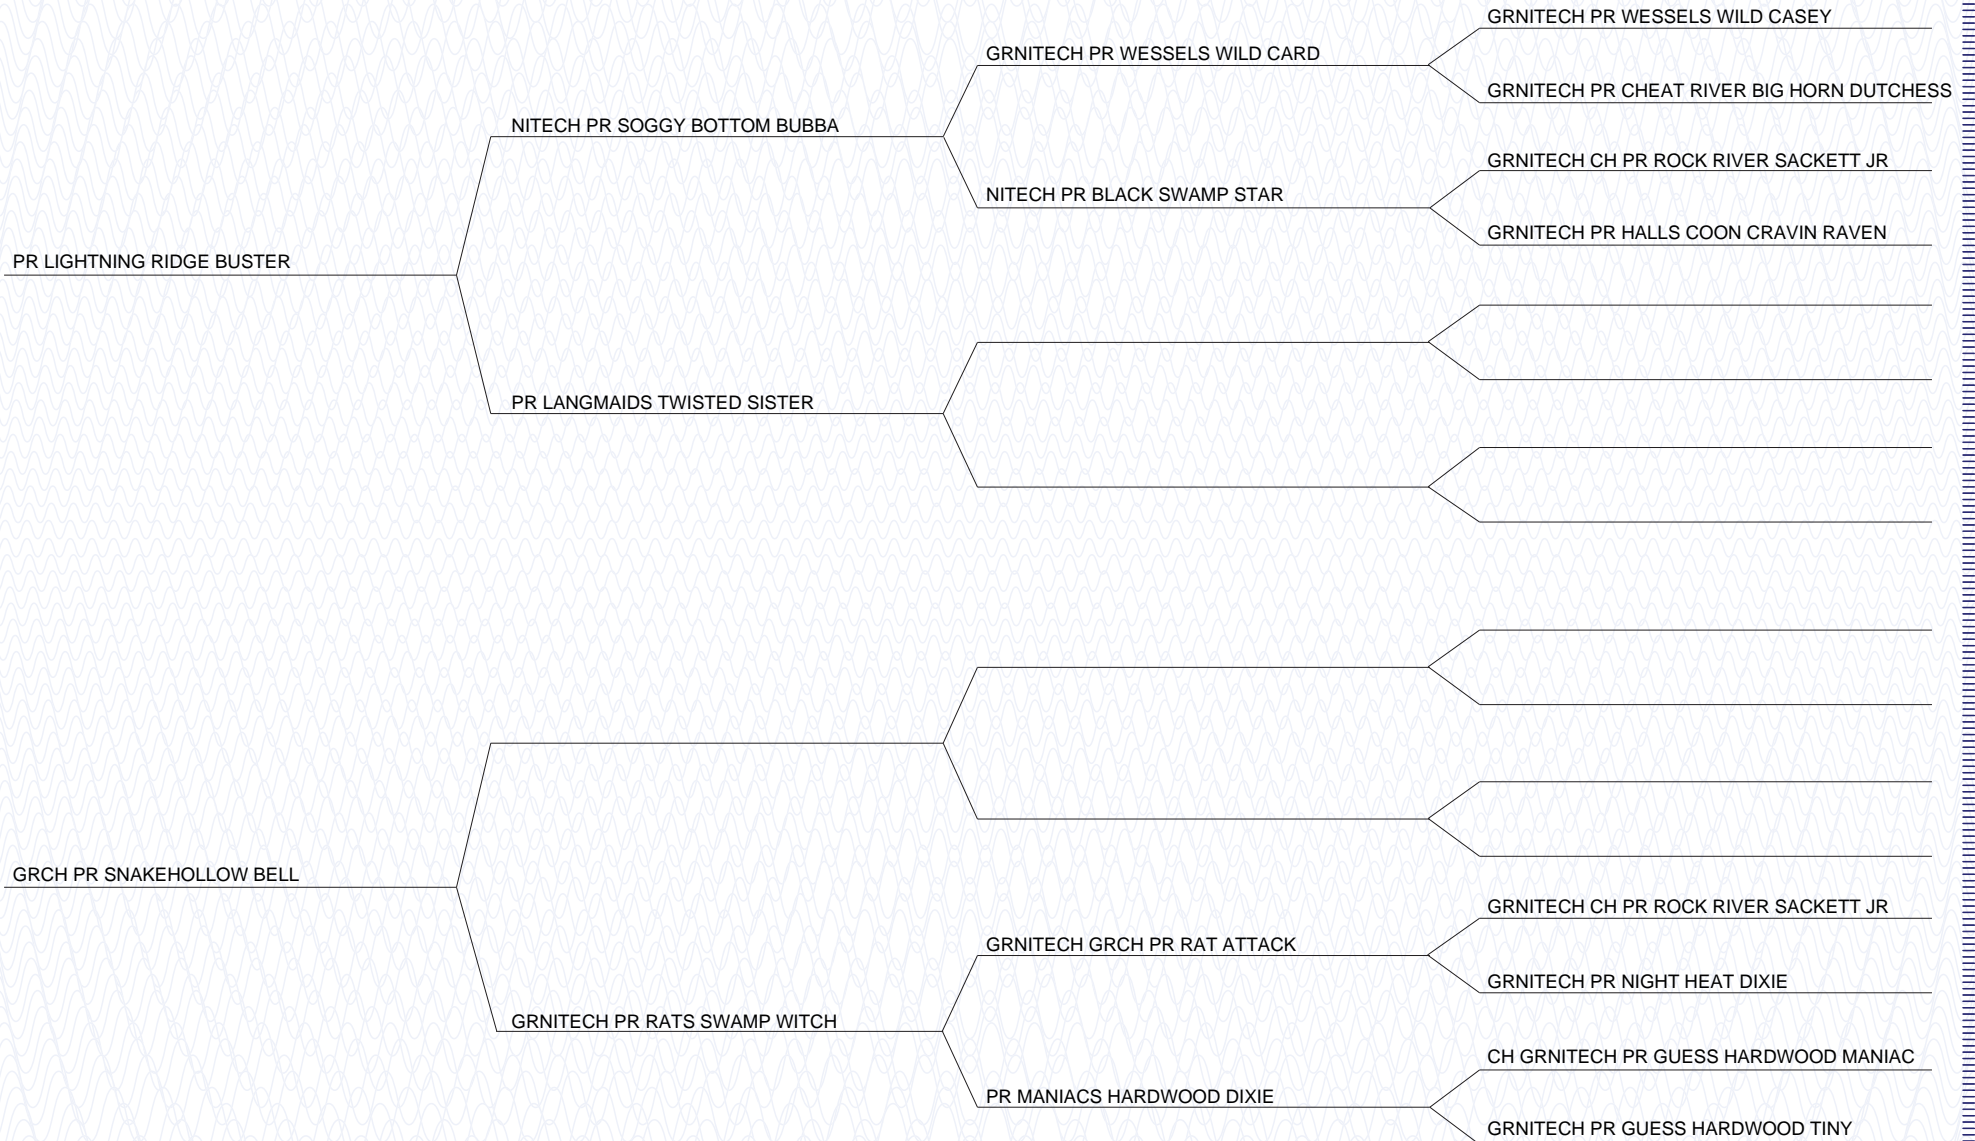 GRNITECH PR WESSELS WILD CASEY
GRNITECH PR WESSELS WILD CARD
GRNITECH PR CHEAT RIVER BIG HORN DUTCHESS
NITECH PR SOGGY BOTTOM BUBBA
GRNITECH CH PR ROCK RIVER SACKETT JR
NITECH PR BLACK SWAMP STAR
GRNITECH PR HALLS COON CRAVIN RAVEN
PR LIGHTNING RIDGE BUSTER
PR LANGMAIDS TWISTED SISTER
GRCH PR SNAKEHOLLOW BELL
GRNITECH CH PR ROCK RIVER SACKETT JR
GRNITECH GRCH PR RAT ATTACK
GRNITECH PR NIGHT HEAT DIXIE
GRNITECH PR RATS SWAMP WITCH
CH GRNITECH PR GUESS HARDWOOD MANIAC
PR MANIACS HARDWOOD DIXIE
GRNITECH PR GUESS HARDWOOD TINY